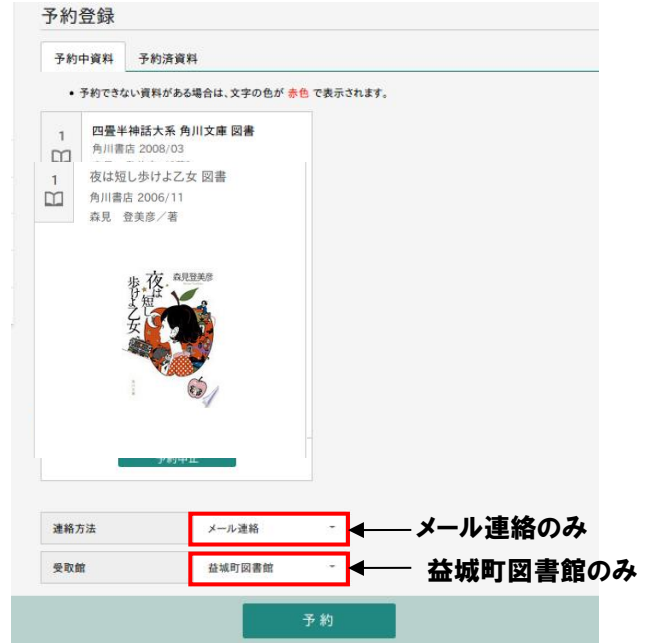 予約登録
予約中資料 予約済資料
• 予約できない資料がある場合は、文字の色が 赤色 で表示されます。
1 四畳半神話大系 角川文庫 図書
角川書店 2008/03
1 夜は短し歩けよ乙女 図書
角川書店 2006/11
森見 登美彦/著
森見登美彦
夜は短し
歩けよ乙女
予約中止
連絡方法 メール連絡 メール連絡のみ
受取館 益城町図書館 益城町図書館のみ
予約